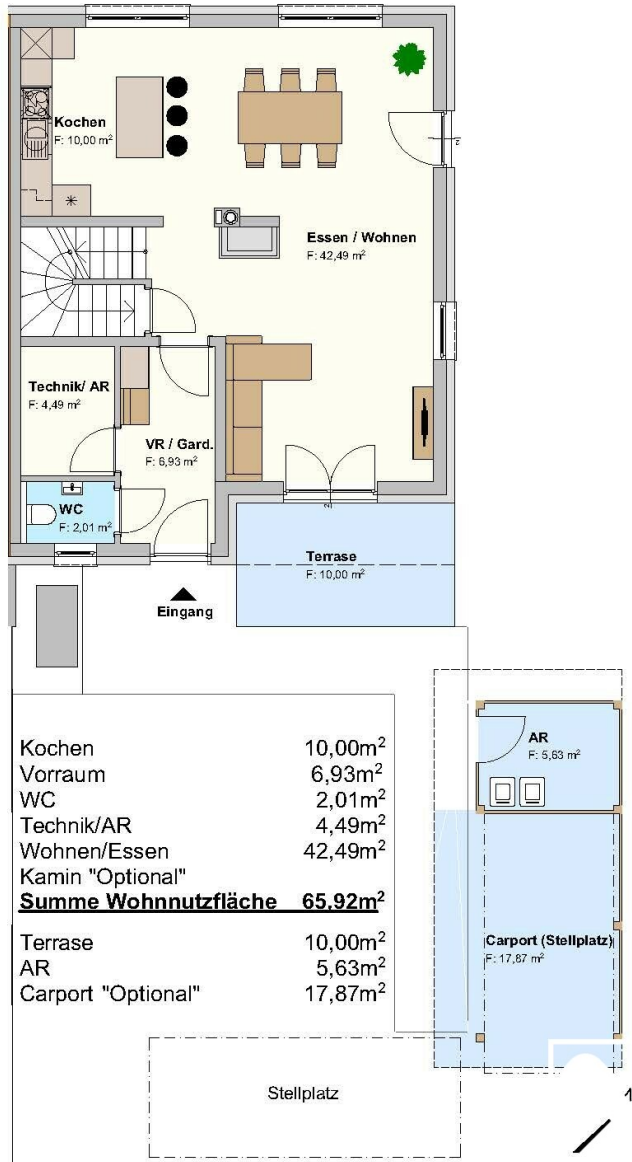 Kochen
F: 10,00 m²
Essen / Wohnen
F: 42,49 m²
Technik/ AR
F: 4,49 m²
VR / Gard.
F: 6,93 m²
WC
F: 2,01 m²
Terrase
F: 10,00 m²
Eingang
AR
F: 5,63 m²
Kochen 10,00m²
Vorraum 6,93m²
WC 2,01m²
Technik/AR 4,49m²
Wohnen/Essen 42,49m²
Kamin "Optional"
Summe Wohnnutzfläche 65,92m²
Terrase 10,00m²
AR 5,63m²
Carport "Optional" 17,87m²
Carport (Stellplatz)
F: 17,87 m²
Stellplatz
1